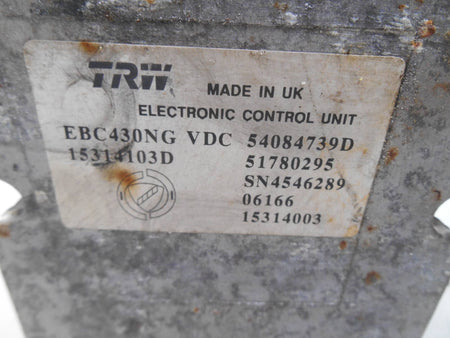 TRW
MADE IN UK
ELECTRONIC CONTROL UNIT
EBC430NG VDC 54084739D
15314103D 51780295
SN4546289
06166
15314003